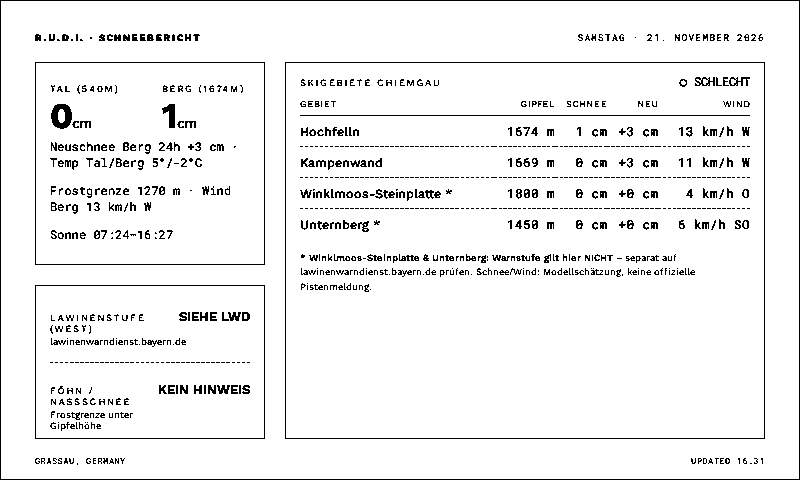 R.U.D.I. · SCHNEEBERICHT
SAMSTAG · 21. NOVEMBER 2026
TAL (540M)
BERG (1674M)
0cm
1cm
Neuschnee Berg 24h +3 cm ·
Temp Tal/Berg 5°/-2°C
Frostgrenze 1270 m · Wind
Berg 13 km/h W
Sonne 07:24–16:27
LAWINENSTUFE (WEST)
SIEHE LWD
lawinenwarndienst.bayern.de
FÖHN / NASSSCHNEE
KEIN HINWEIS
Frostgrenze unter
Gipfelhöhe
SKIGEBIETE CHIEMGAU
SCHLECHT
GEBIET GIPFEL SCHNEE NEU WIND
Hochfelln 1674 m 1 cm +3 cm 13 km/h W
Kampenwand 1669 m 0 cm +3 cm 11 km/h W
Winklmoos-Steinplatte * 1800 m 0 cm +0 cm 4 km/h O
Unternberg * 1450 m 0 cm +0 cm 6 km/h SO
* Winklmoos-Steinplatte & Unternberg: Warnstufe gilt hier NICHT – separat auf
lawinenwarndienst.bayern.de prüfen. Schnee/Wind: Modellschätzung, keine offizielle
Pistenmeldung.
GRASSAU, GERMANY
UPDATED 16.31